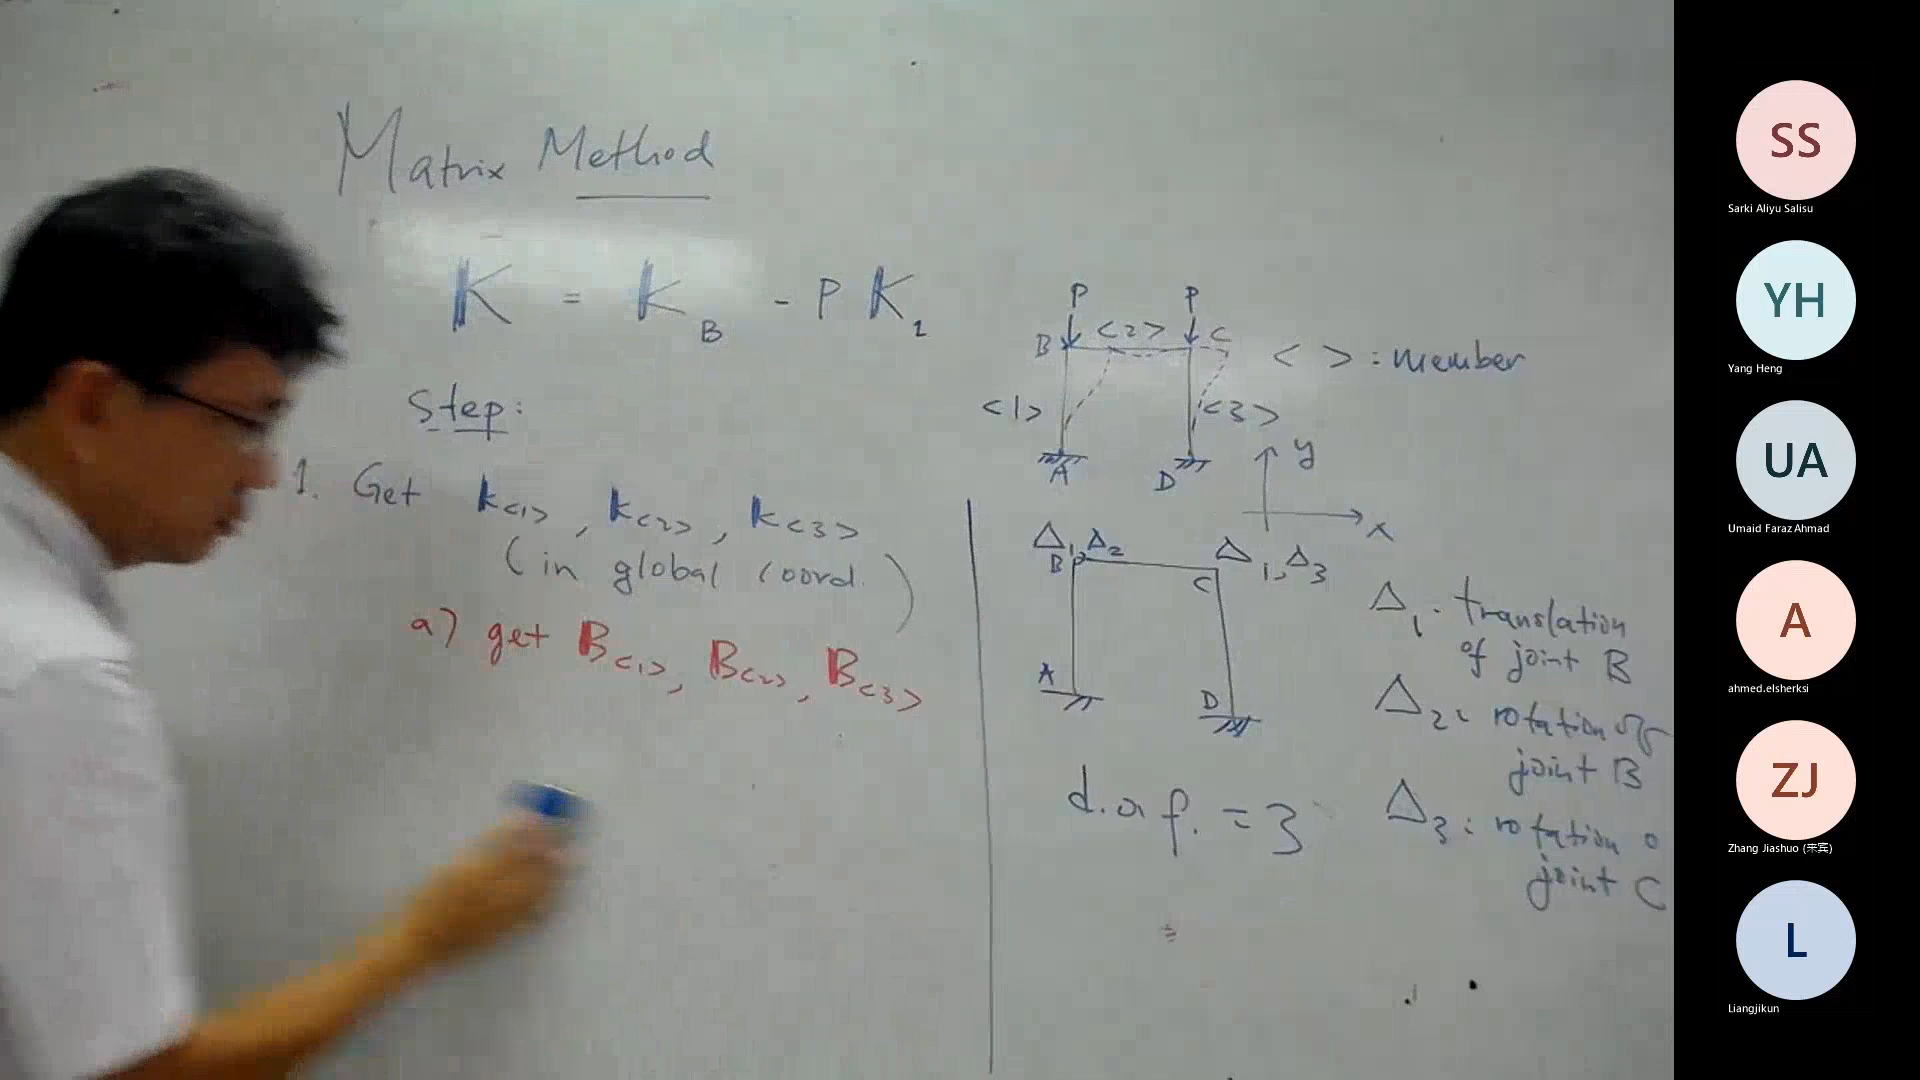 Matrix Method
K = K_B - P K_1
Step:
1. Get k<1>, k<2>, k<3>
(in global coord.)
a) get B<1>, B<2>, B<3>
P P
B <2> C
< > : member
<1> <3>
A D
y
x
Δ1, Δ2 Δ1, Δ3
B C
A D
d.o.f. = 3
Δ1 : translation
of joint B
Δ2 : rotation of
joint B
Δ3 : rotation o
joint C
SS
Sarki Aliyu Salisu
YH
Yang Heng
UA
Umaid Faraz Ahmad
A
ahmed.elsherksi
ZJ
Zhang Jiashuo (来宾)
L
Liangjikun